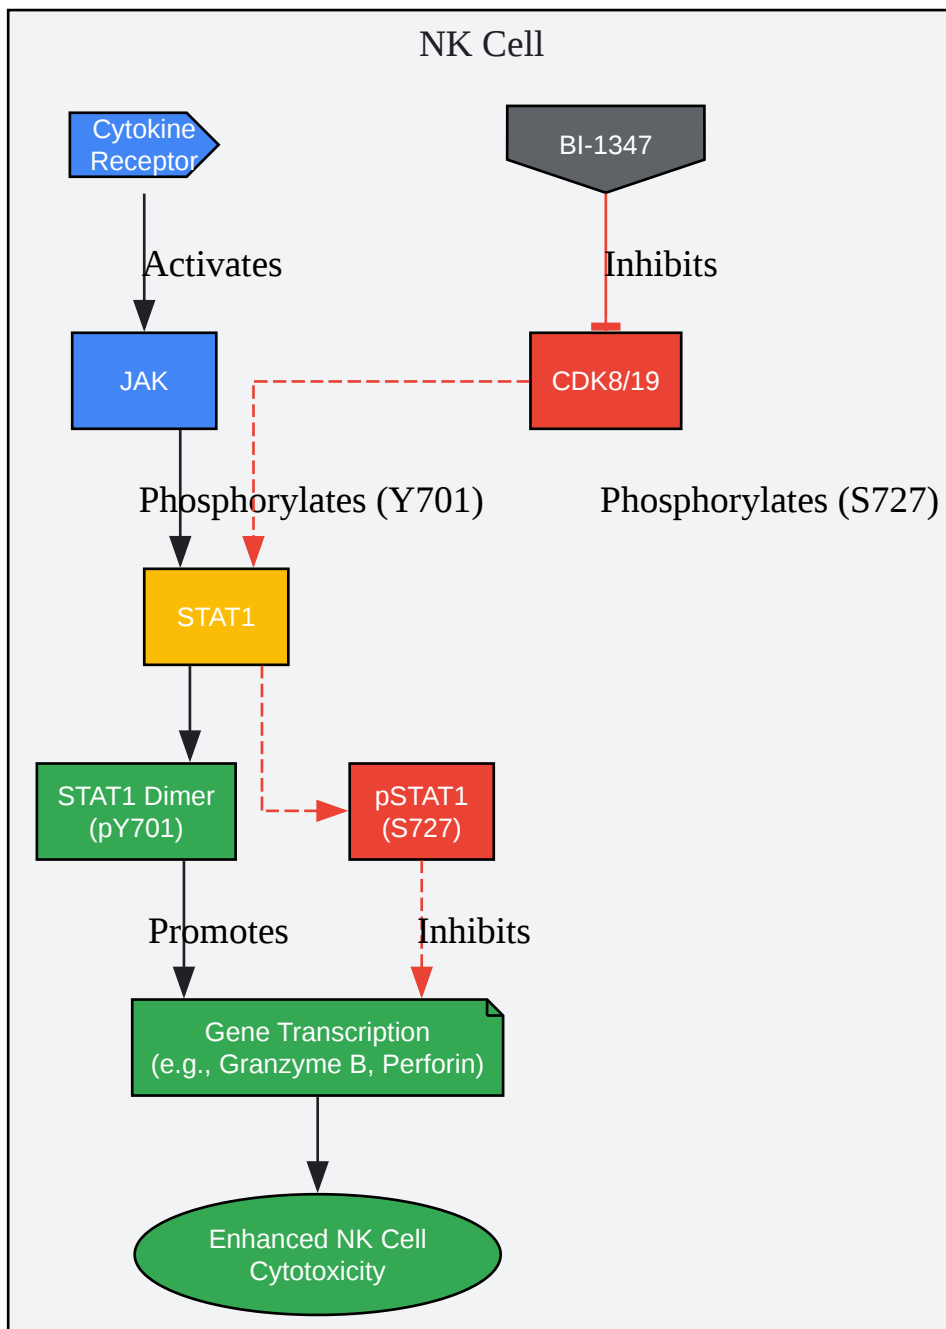 NK Cell
Cytokine
Receptor
BI-1347
Activates
Inhibits
JAK
CDK8/19
Phosphorylates (Y701)
Phosphorylates (S727)
STAT1
STAT1 Dimer
(pY701)
pSTAT1
(S727)
Promotes
Inhibits
Gene Transcription
(e.g., Granzyme B, Perforin)
Enhanced NK Cell
Cytotoxicity